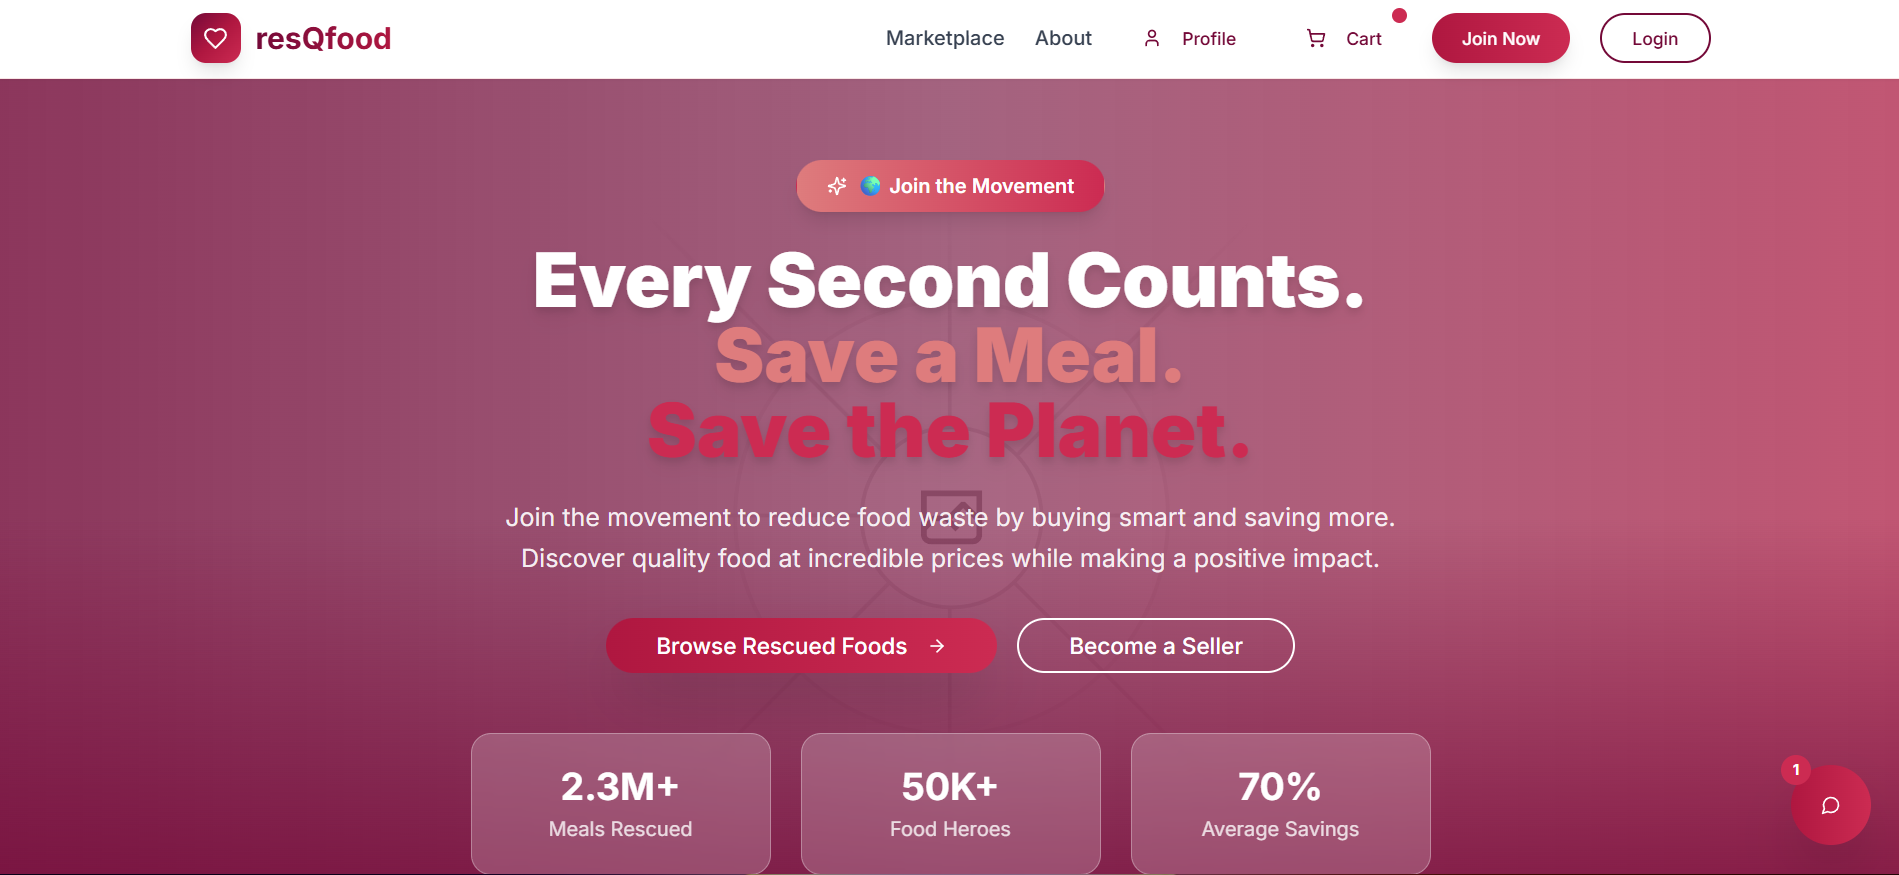 resQfood
Marketplace
About
Profile
Cart
Join Now
Login
🌍 Join the Movement
Every Second Counts.
Save a Meal.
Save the Planet.
Join the movement to reduce food waste by buying smart and saving more.
Discover quality food at incredible prices while making a positive impact.
Browse Rescued Foods →
Become a Seller
2.3M+
Meals Rescued
50K+
Food Heroes
70%
Average Savings
1